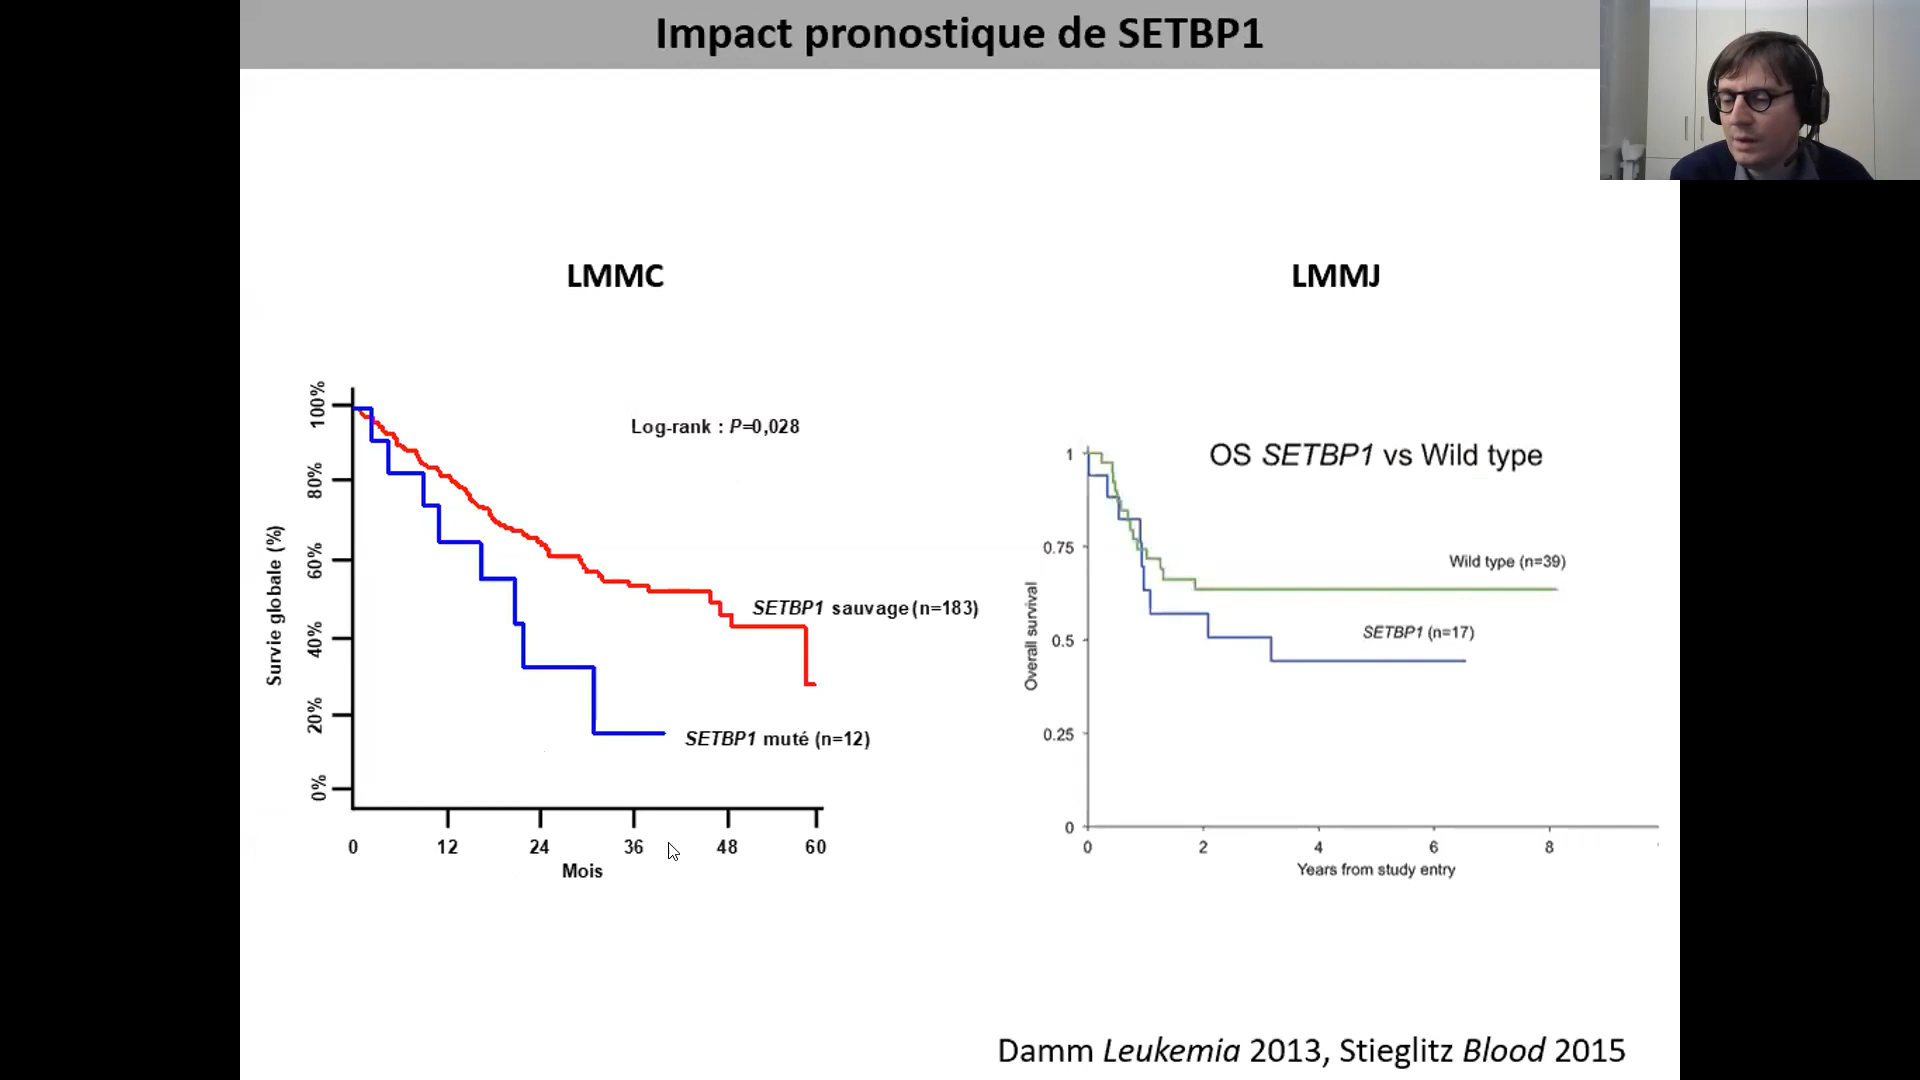 Impact pronostique de SETBP1
LMMC
LMMJ
100%
80%
60%
40%
20%
0%
Survie globale (%)
Log-rank : P=0,028
SETBP1 sauvage (n=183)
SETBP1 muté (n=12)
0 12 24 36 48 60
Mois
OS SETBP1 vs Wild type
1
0.75
0.5
0.25
0
Overall survival
Wild type (n=39)
SETBP1 (n=17)
0 2 4 6 8
Years from study entry
Damm Leukemia 2013, Stieglitz Blood 2015